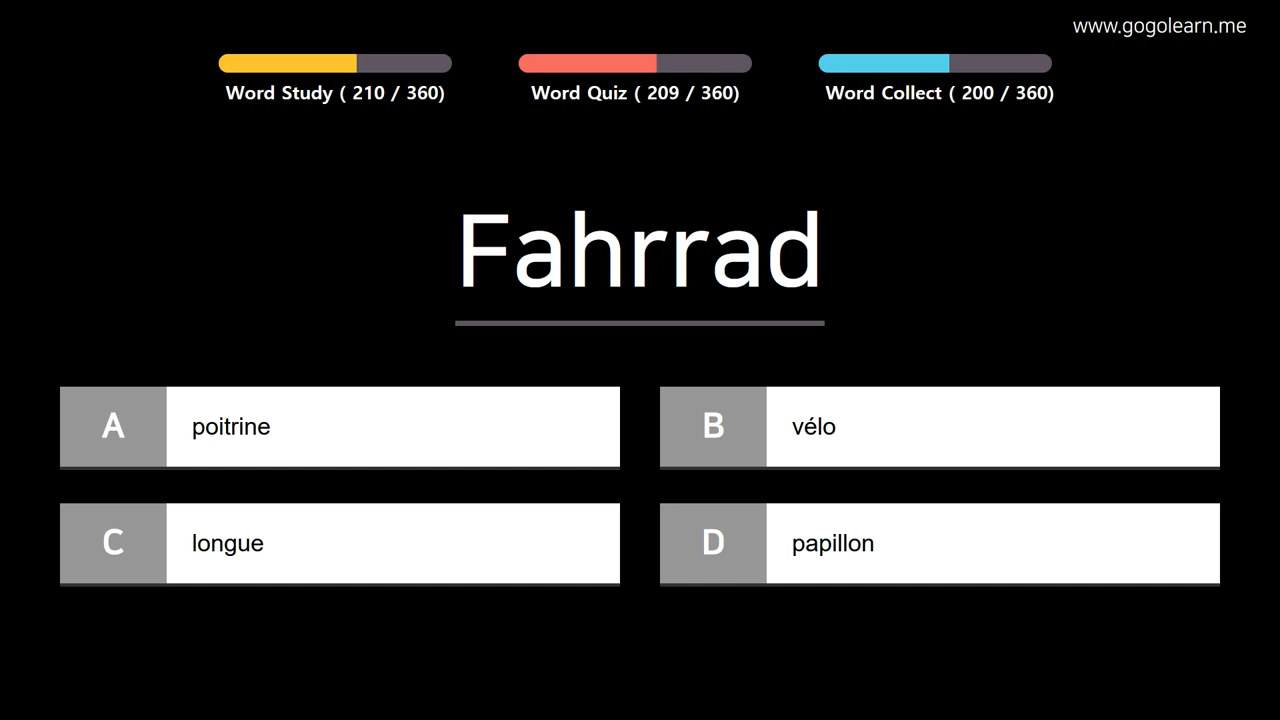 www.gogolearn.me
Word Study ( 210 / 360)
Word Quiz ( 209 / 360)
Word Collect ( 200 / 360)
Fahrrad
A
poitrine
B
vélo
C
longue
D
papillon